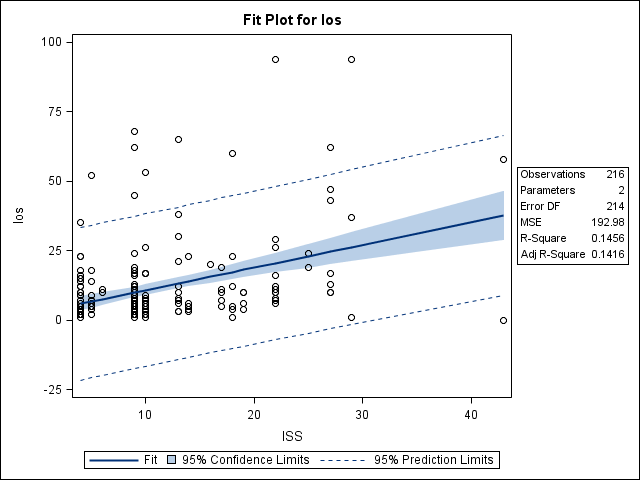 Fit Plot for los
100
75
50
25
0
-25
los
10
20
30
40
ISS
Observations 216
Parameters 2
Error DF 214
MSE 192.98
R-Square 0.1456
Adj R-Square 0.1416
Fit 95% Confidence Limits 95% Prediction Limits